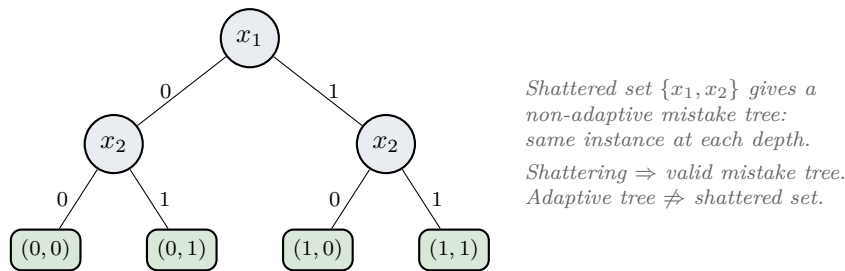 x₁
0 1
x₂ x₂
0 1 0 1
(0, 0) (0, 1) (1, 0) (1, 1)
Shattered set {x₁, x₂} gives a
non-adaptive mistake tree:
same instance at each depth.
Shattering ⇒ valid mistake tree.
Adaptive tree ⇏ shattered set.